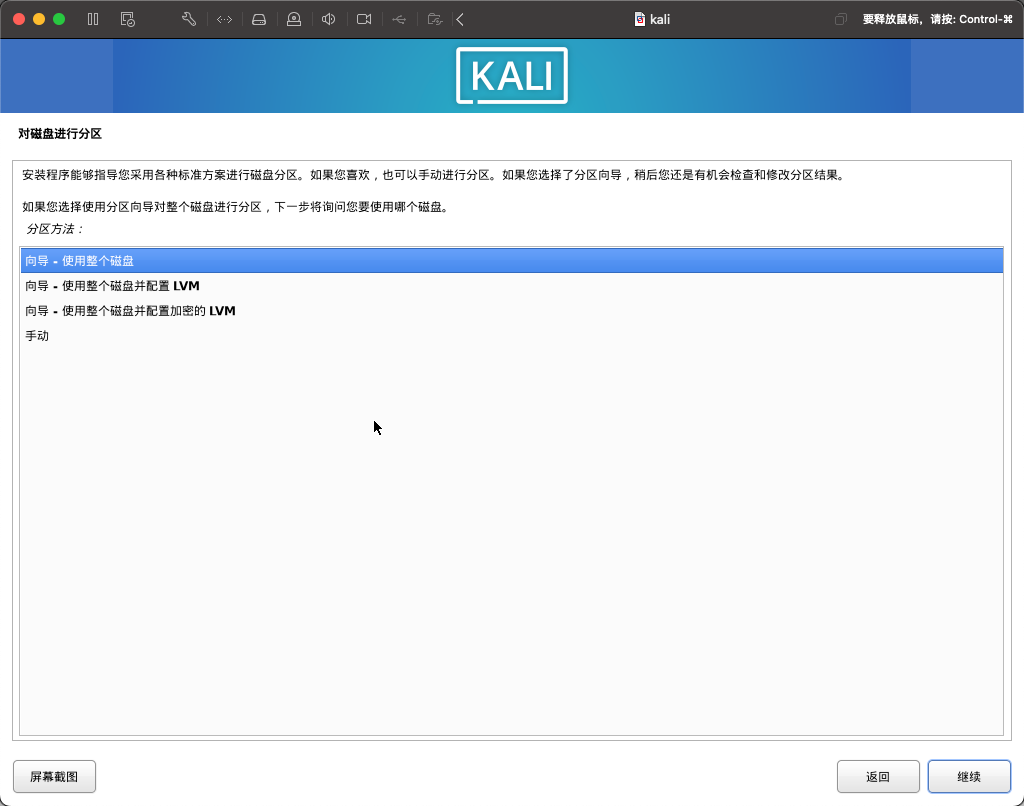 kali
要释放鼠标，请按: Control-⌘
KALI
对磁盘进行分区
安装程序能够指导您采用各种标准方案进行磁盘分区。如果您喜欢，也可以手动进行分区。如果您选择了分区向导，稍后您还是有机会检查和修改分区结果。
如果您选择使用分区向导对整个磁盘进行分区，下一步将询问您要使用哪个磁盘。
分区方法：
向导 - 使用整个磁盘
向导 - 使用整个磁盘并配置 LVM
向导 - 使用整个磁盘并配置加密的 LVM
手动
屏幕截图
返回
继续